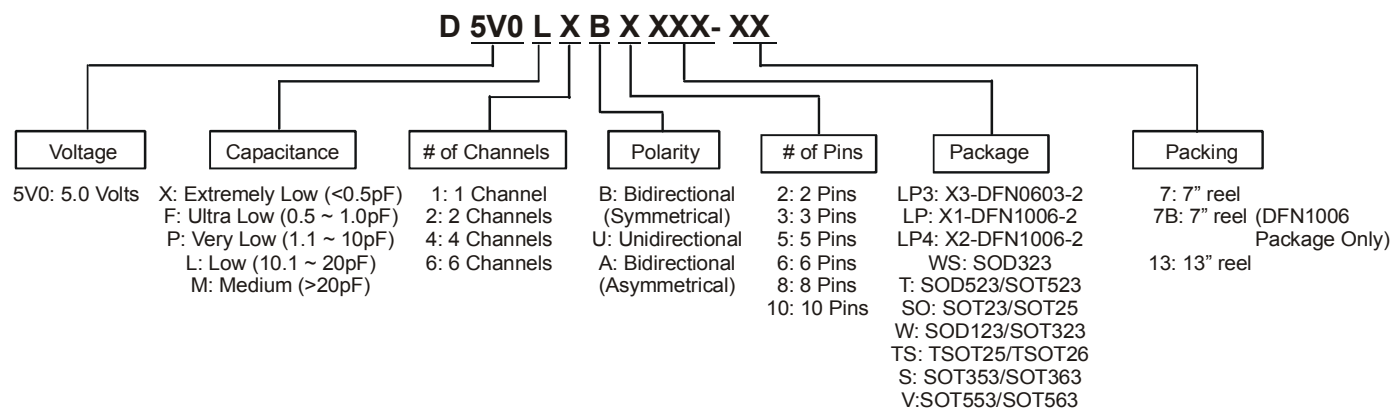 D 5V0 L X B X XXX- XX
Voltage
5V0: 5.0 Volts
Capacitance
X: Extremely Low (<0.5pF)
F: Ultra Low (0.5 ~ 1.0pF)
P: Very Low (1.1 ~ 10pF)
L: Low (10.1 ~ 20pF)
M: Medium (>20pF)
# of Channels
1: 1 Channel
2: 2 Channels
4: 4 Channels
6: 6 Channels
Polarity
B: Bidirectional
(Symmetrical)
U: Unidirectional
A: Bidirectional
(Asymmetrical)
# of Pins
2: 2 Pins
3: 3 Pins
5: 5 Pins
6: 6 Pins
8: 8 Pins
10: 10 Pins
Package
LP3: X3-DFN0603-2
LP: X1-DFN1006-2
LP4: X2-DFN1006-2
WS: SOD323
T: SOD523/SOT523
SO: SOT23/SOT25
W: SOD123/SOT323
TS: TSOT25/TSOT26
S: SOT353/SOT363
V:SOT553/SOT563
Packing
7: 7” reel
7B: 7” reel (DFN1006
Package Only)
13: 13” reel